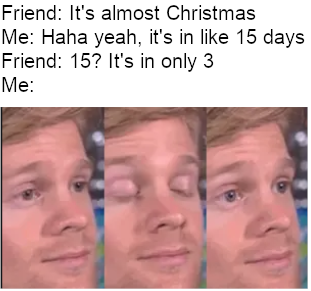 Friend: It's almost Christmas
Me: Haha yeah, it's in like 15 days
Friend: 15? It's in only 3
Me: